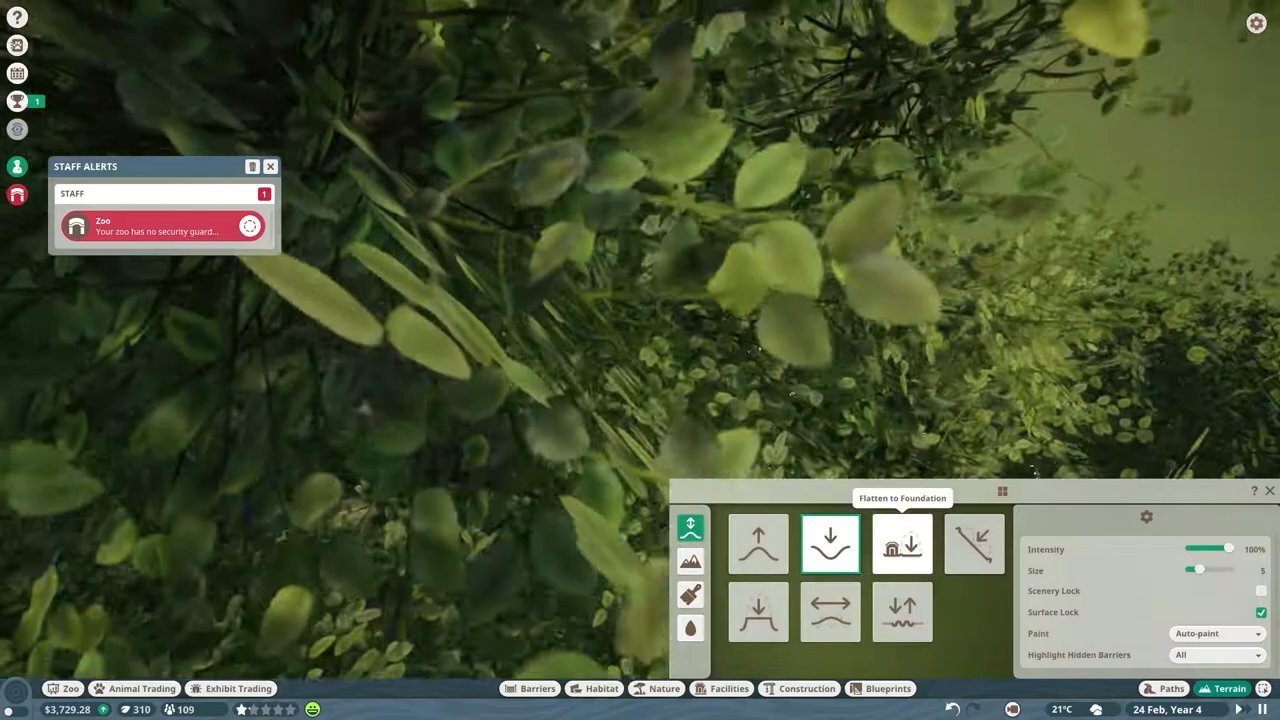 1
STAFF ALERTS
STAFF
1
Zoo
Your zoo has no security guard...
Flatten to Foundation
Intensity 100%
Size 5
Scenery Lock
Surface Lock
Paint Auto-paint
Highlight Hidden Barriers All
Zoo Animal Trading Exhibit Trading Barriers Habitat Nature Facilities Construction Blueprints Paths Terrain
$3,729.28 310 109 21°C 24 Feb, Year 4